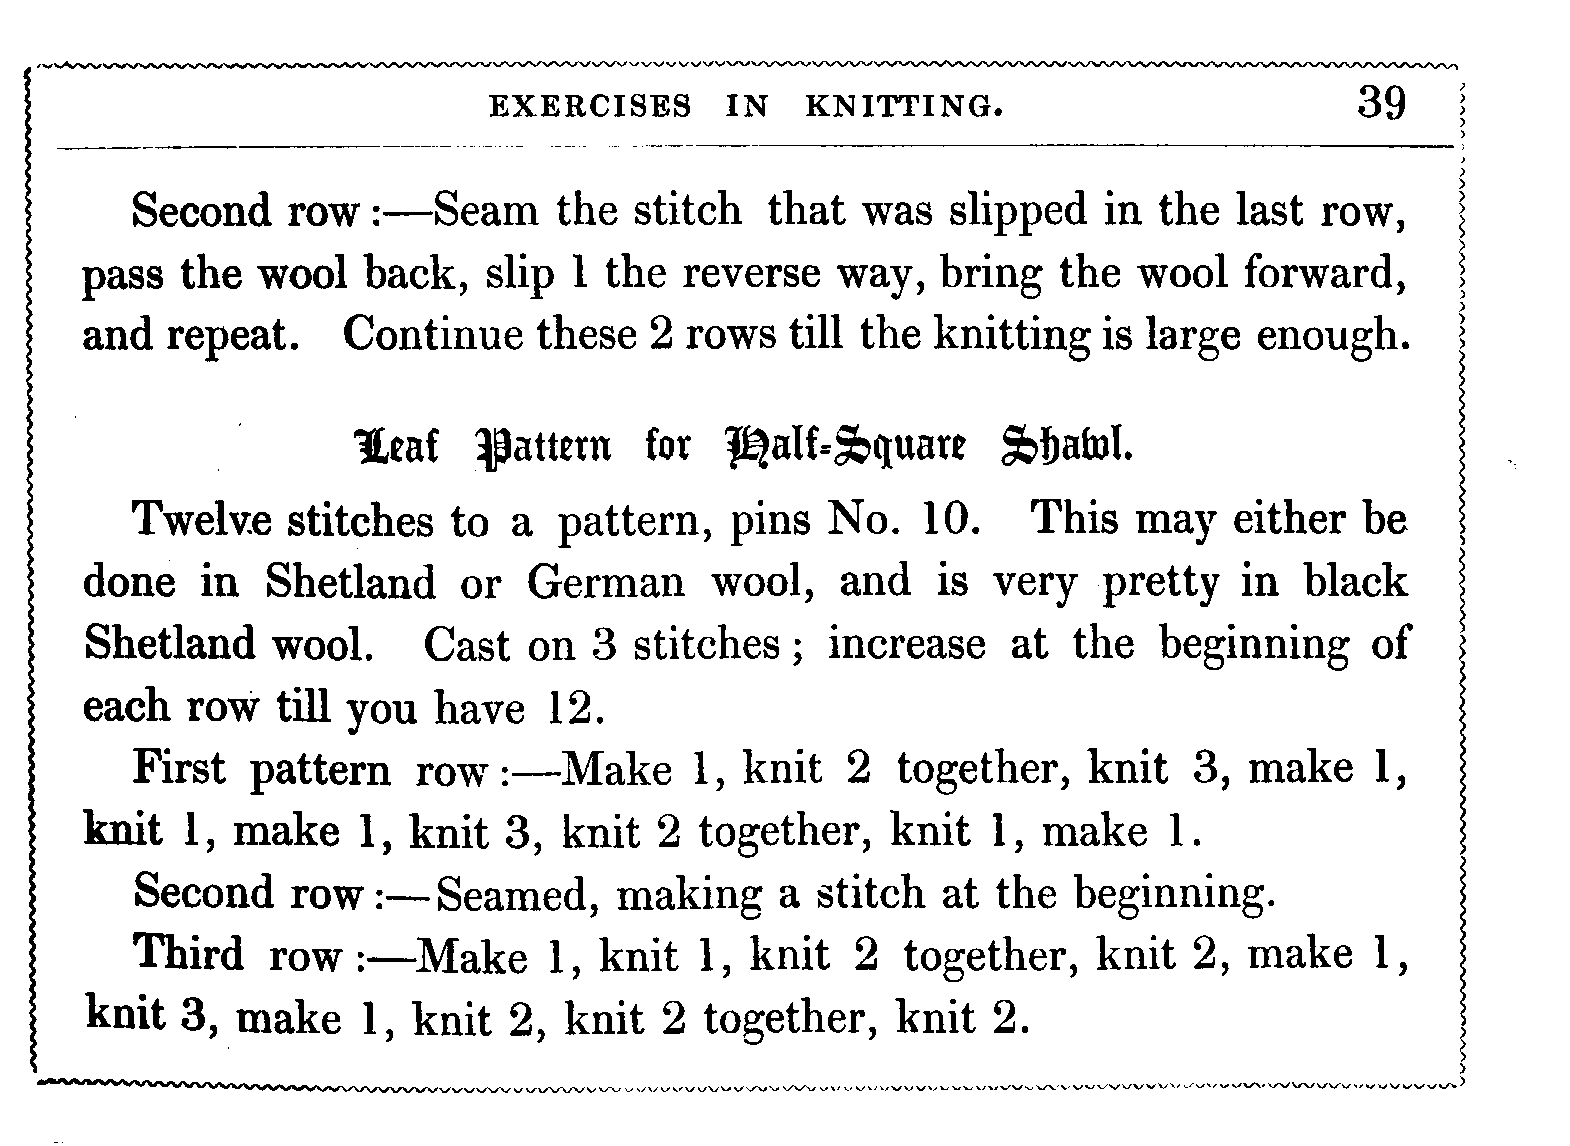 EXERCISES IN KNITTING. 39
Second row:—Seam the stitch that was slipped in the last row,
pass the wool back, slip 1 the reverse way, bring the wool forward,
and repeat. Continue these 2 rows till the knitting is large enough.
Leaf Pattern for Half-Square Shawl.
Twelve stitches to a pattern, pins No. 10. This may either be
done in Shetland or German wool, and is very pretty in black
Shetland wool. Cast on 3 stitches; increase at the beginning of
each row till you have 12.
First pattern row:—Make 1, knit 2 together, knit 3, make 1,
knit 1, make 1, knit 3, knit 2 together, knit 1, make 1.
Second row:—Seamed, making a stitch at the beginning.
Third row:—Make 1, knit 1, knit 2 together, knit 2, make 1,
knit 3, make 1, knit 2, knit 2 together, knit 2.